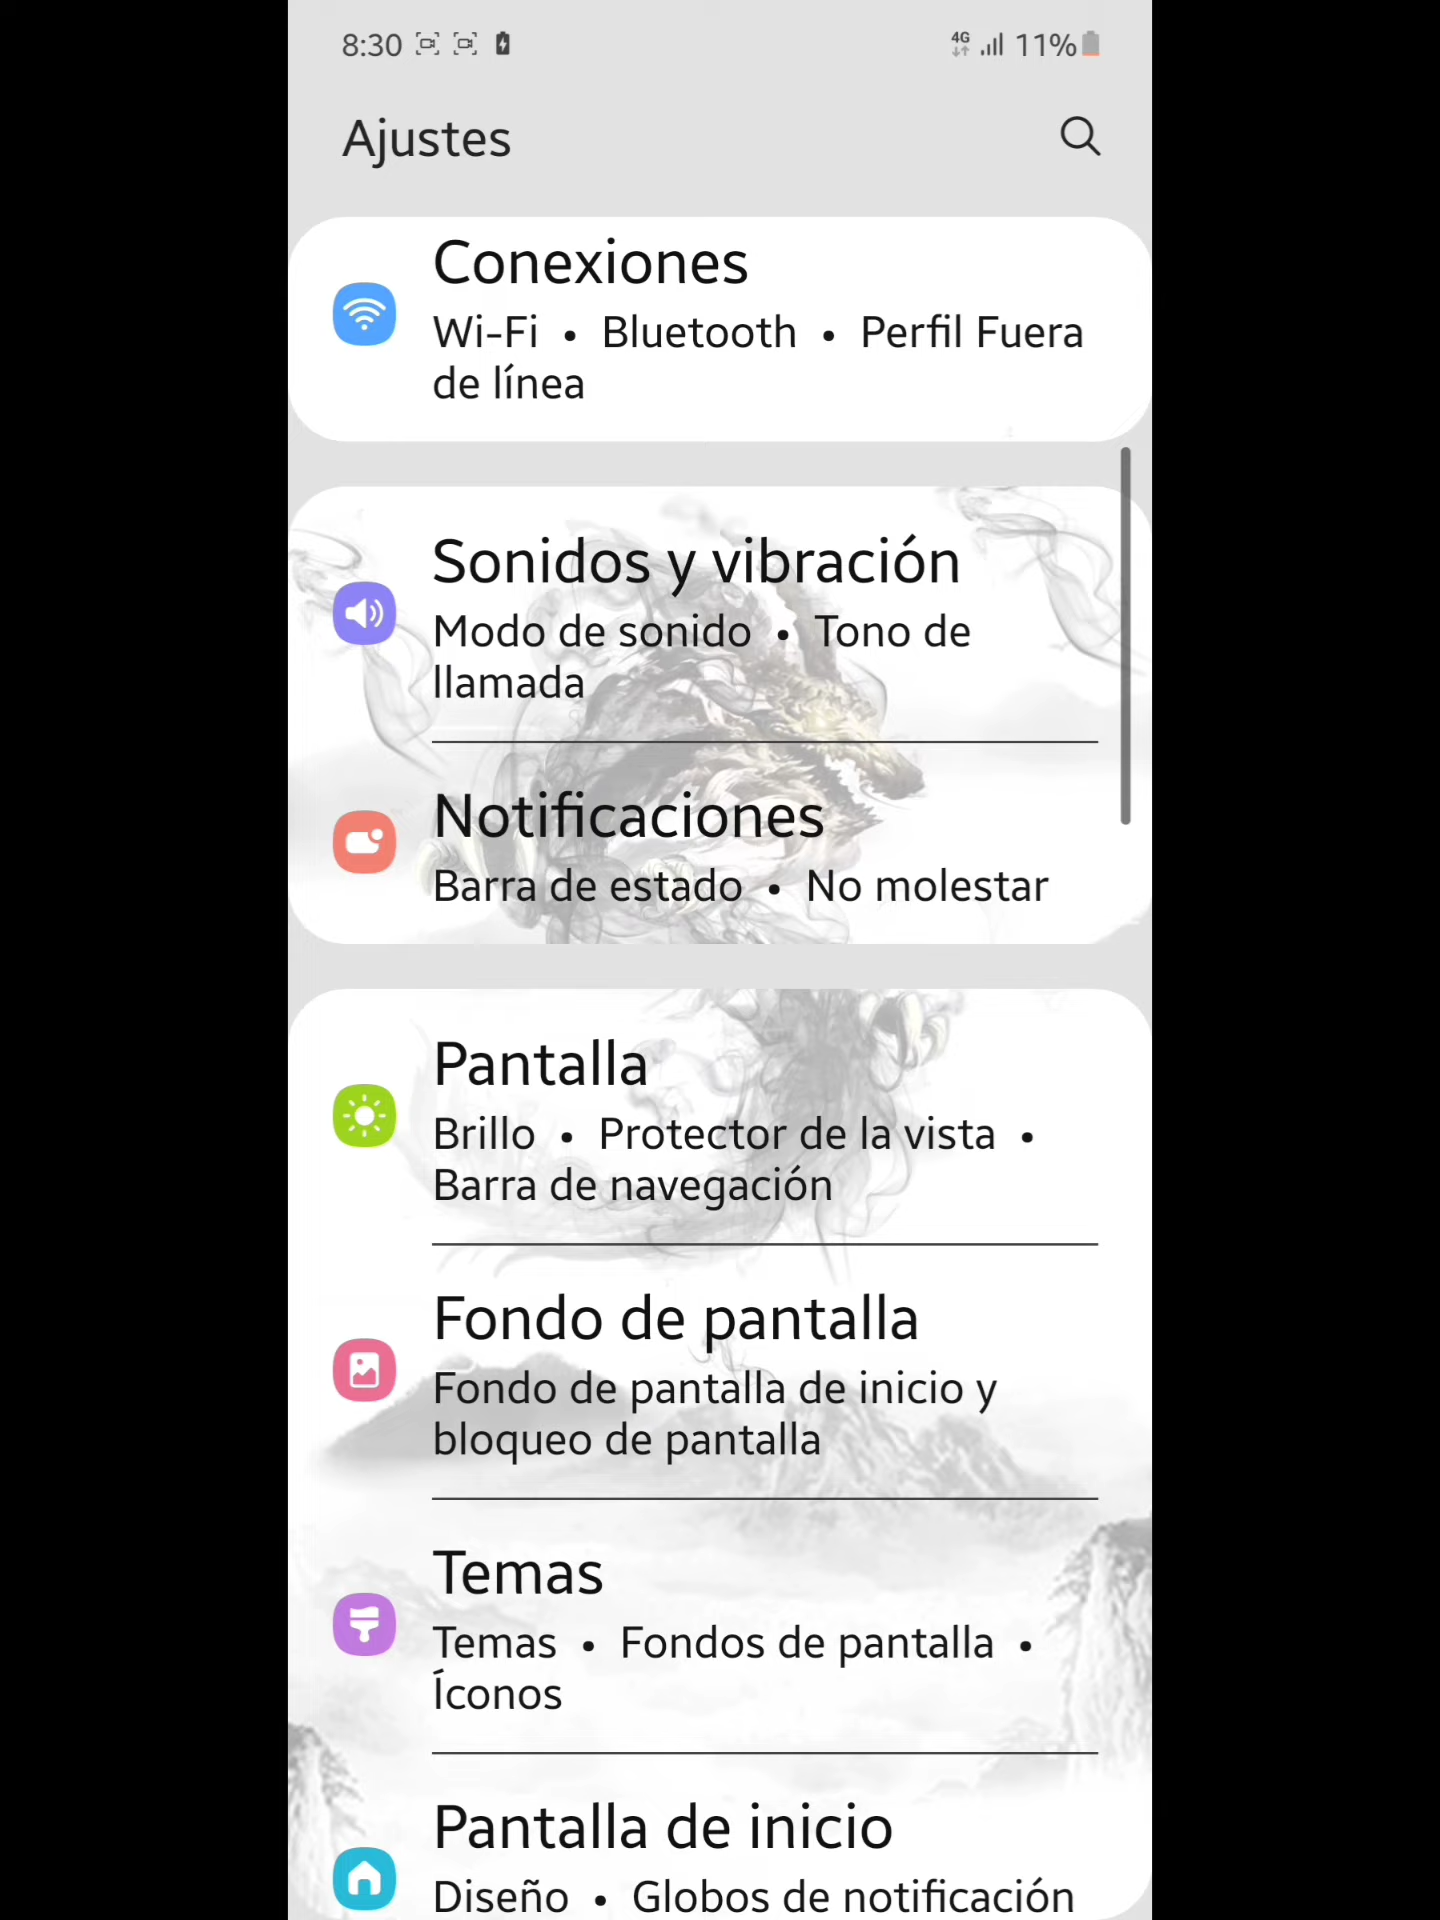 8:30 4G 11%
Ajustes
Conexiones
Wi-Fi • Bluetooth • Perfil Fuera
de línea
Sonidos y vibración
Modo de sonido • Tono de
llamada
Notificaciones
Barra de estado • No molestar
Pantalla
Brillo • Protector de la vista •
Barra de navegación
Fondo de pantalla
Fondo de pantalla de inicio y
bloqueo de pantalla
Temas
Temas • Fondos de pantalla •
Íconos
Pantalla de inicio
Diseño • Globos de notificación